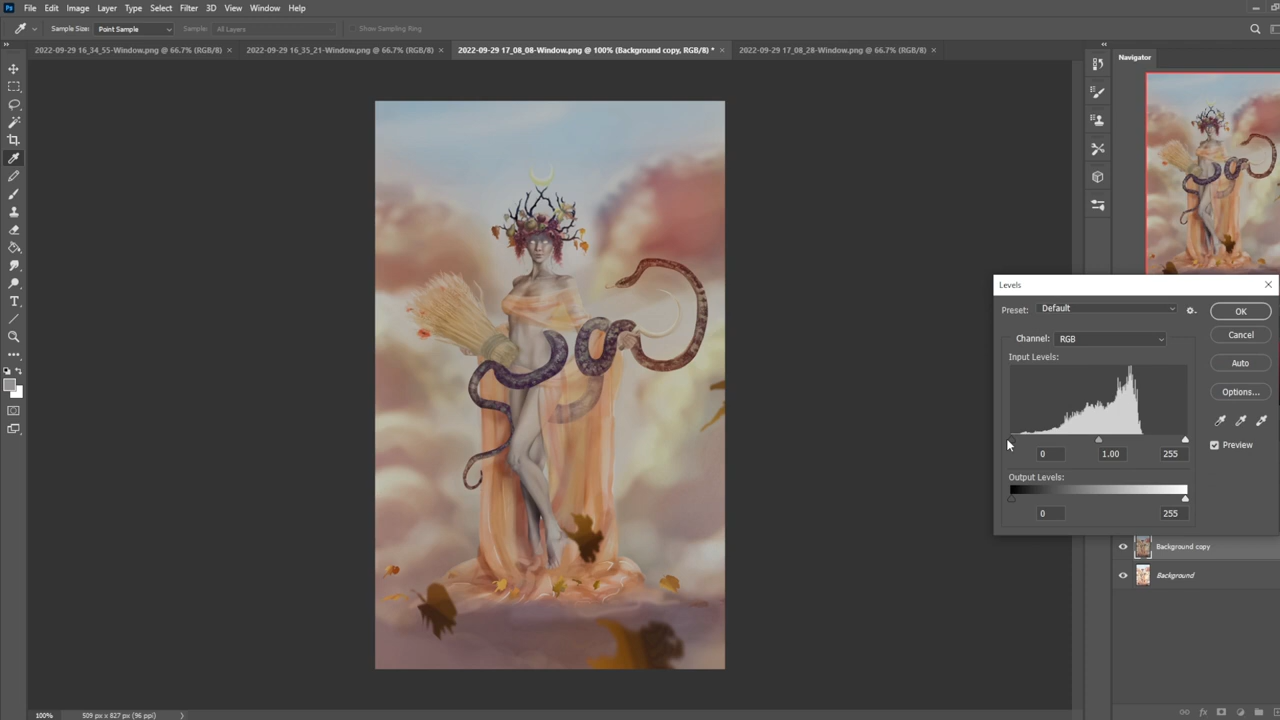 Ps File Edit Image Layer Type Select Filter 3D View Window Help
Sample Size: Point Sample Sample: All Layers Show Sampling Ring
2022-09-29 16_34_55-Window.png @ 66.7% (RGB/8) × 2022-09-29 16_35_21-Window.png @ 66.7% (RGB/8) × 2022-09-29 17_08_08-Window.png @ 100% (Background copy, RGB/8) * × 2022-09-29 17_08_28-Window.png @ 66.7% (RGB/8) ×
Navigator
Levels
Preset: Default
OK
Channel: RGB
Cancel
Input Levels:
Auto
Options...
Preview
0 1.00 255
Output Levels:
0 255
Background copy
Background
100% 509 px x 827 px (96 ppi)
fx